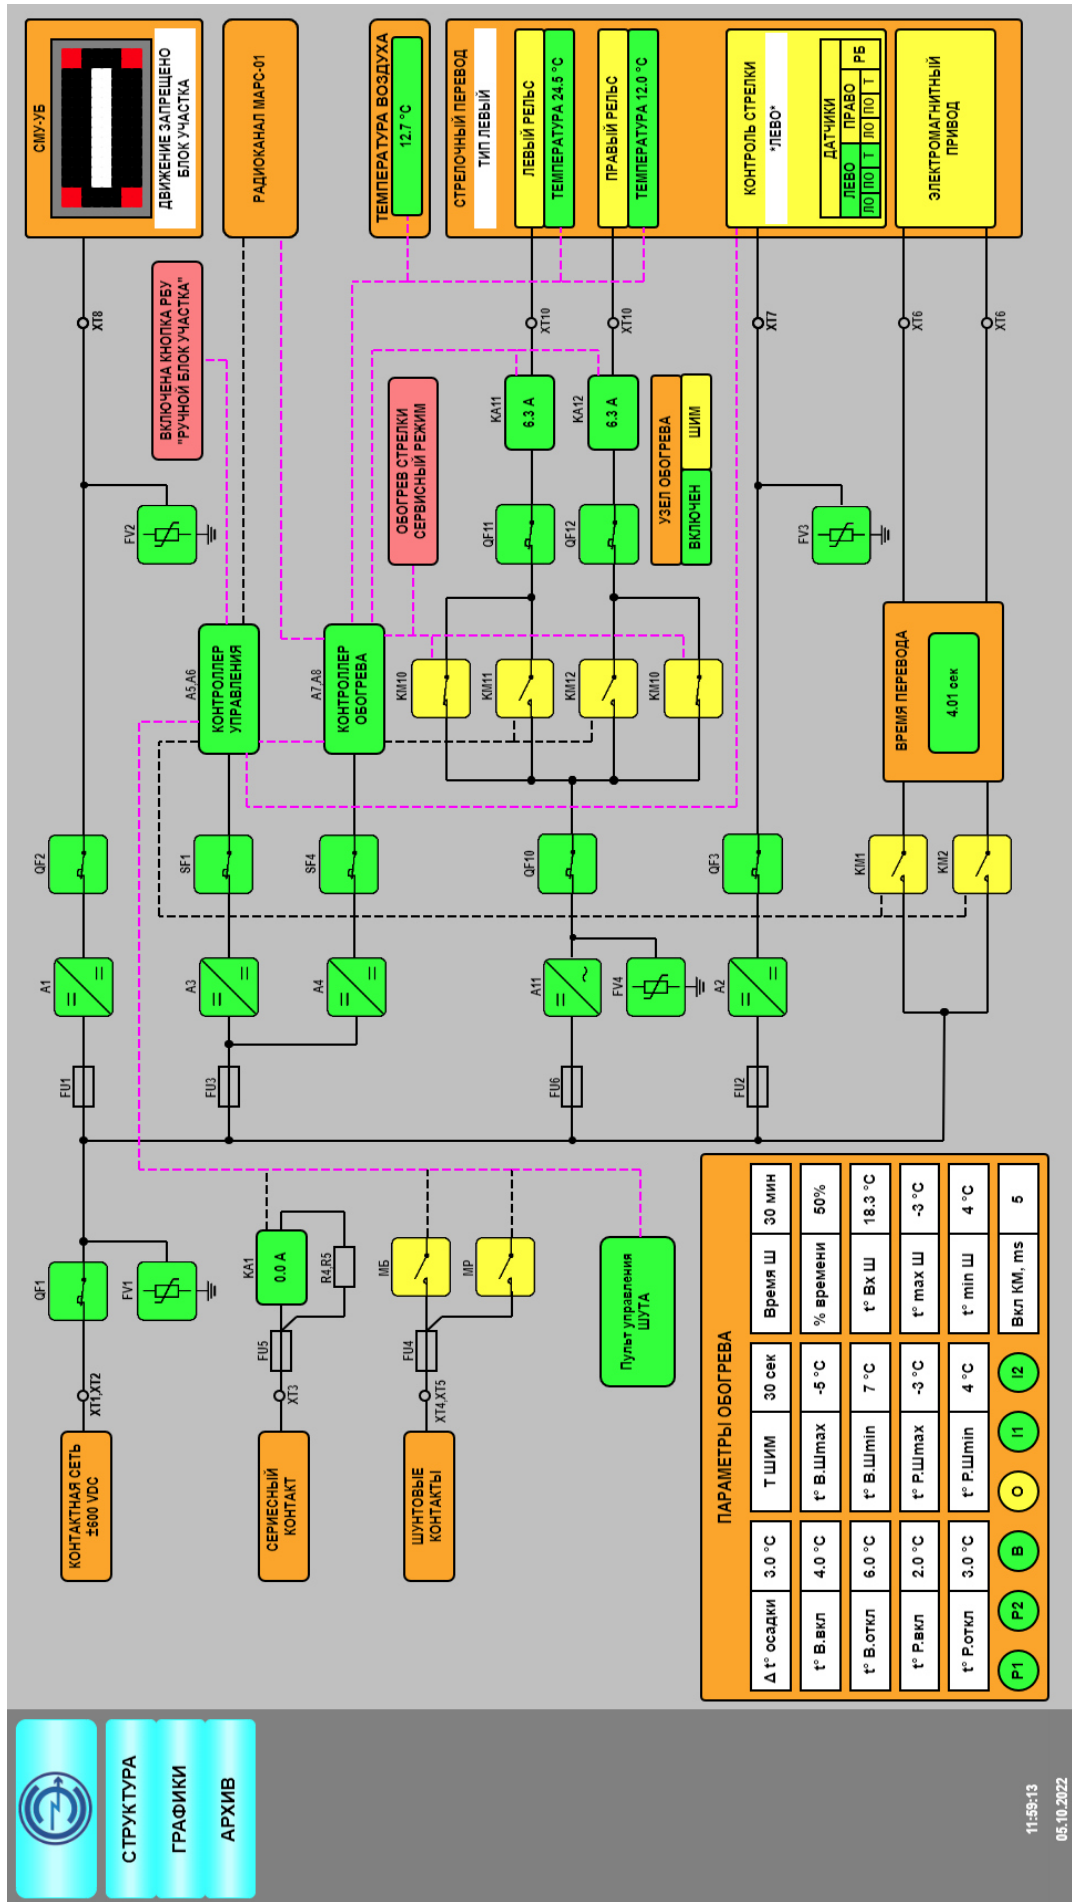 СТРУКТУРА
ГРАФИКИ
АРХИВ
11:59:13
05.10.2022
КОНТАКТНАЯ СЕТЬ
±600 VDC
XT1,XT2
QF1
FV1
FU1
A1
QF2
FV2
XT8
СМУ-УБ
ДВИЖЕНИЕ ЗАПРЕЩЕНО
БЛОК УЧАСТКА
ВКЛЮЧЕНА КНОПКА РБУ
"РУЧНОЙ БЛОК УЧАСТКА"
РАДИОКАНАЛ МАРС-01
СЕРИЕСНЫЙ
КОНТАКТ
XT3
FU5
KA1
0.0 A
R4,R5
FU3
A3
SF1
A5,A6
КОНТРОЛЛЕР
УПРАВЛЕНИЯ
A4
SF4
A7,A8
КОНТРОЛЛЕР
ОБОГРЕВА
ТЕМПЕРАТУРА ВОЗДУХА
12.7 °C
ШУНТОВЫЕ
КОНТАКТЫ
XT4,XT5
FU4
МБ
МР
Пульт управления
ШУТА
ОБОГРЕВ СТРЕЛКИ
СЕРВИСНЫЙ РЕЖИМ
FU6
A11
FV4
QF10
KM10
KM11
KM12
KM10
QF11
QF12
KA11
6.3 A
KA12
6.3 A
XT10
XT10
СТРЕЛОЧНЫЙ ПЕРЕВОД
ТИП ЛЕВЫЙ
ЛЕВЫЙ РЕЛЬС
ТЕМПЕРАТУРА 24.5 °C
ПРАВЫЙ РЕЛЬС
ТЕМПЕРАТУРА 12.0 °C
УЗЕЛ ОБОГРЕВА
ВКЛЮЧЕН
ШИМ
FU2
A2
QF3
FV3
XT7
КОНТРОЛЬ СТРЕЛКИ
*ЛЕВО*
ДАТЧИКИ
ЛЕВО ПРАВО РБ
ЛО ПО Т ЛО ПО Т
KM1
KM2
ВРЕМЯ ПЕРЕВОДА
4.01 сек
XT6
XT6
ЭЛЕКТРОМАГНИТНЫЙ
ПРИВОД
ПАРАМЕТРЫ ОБОГРЕВА
Δ t° осадки 3.0 °C T ШИМ 30 сек Время Ш 30 мин
t° В.вкл 4.0 °C t° В.Шmax -5 °C % времени 50%
t° В.откл 6.0 °C t° В.Шmin 7 °C t° Вх Ш 18.3 °C
t° Р.вкл 2.0 °C t° Р.Шmax -3 °C t° max Ш -3 °C
t° Р.откл 3.0 °C t° Р.Шmin 4 °C t° min Ш 4 °C
P1 P2 B O I1 I2 Вкл КМ, ms 5